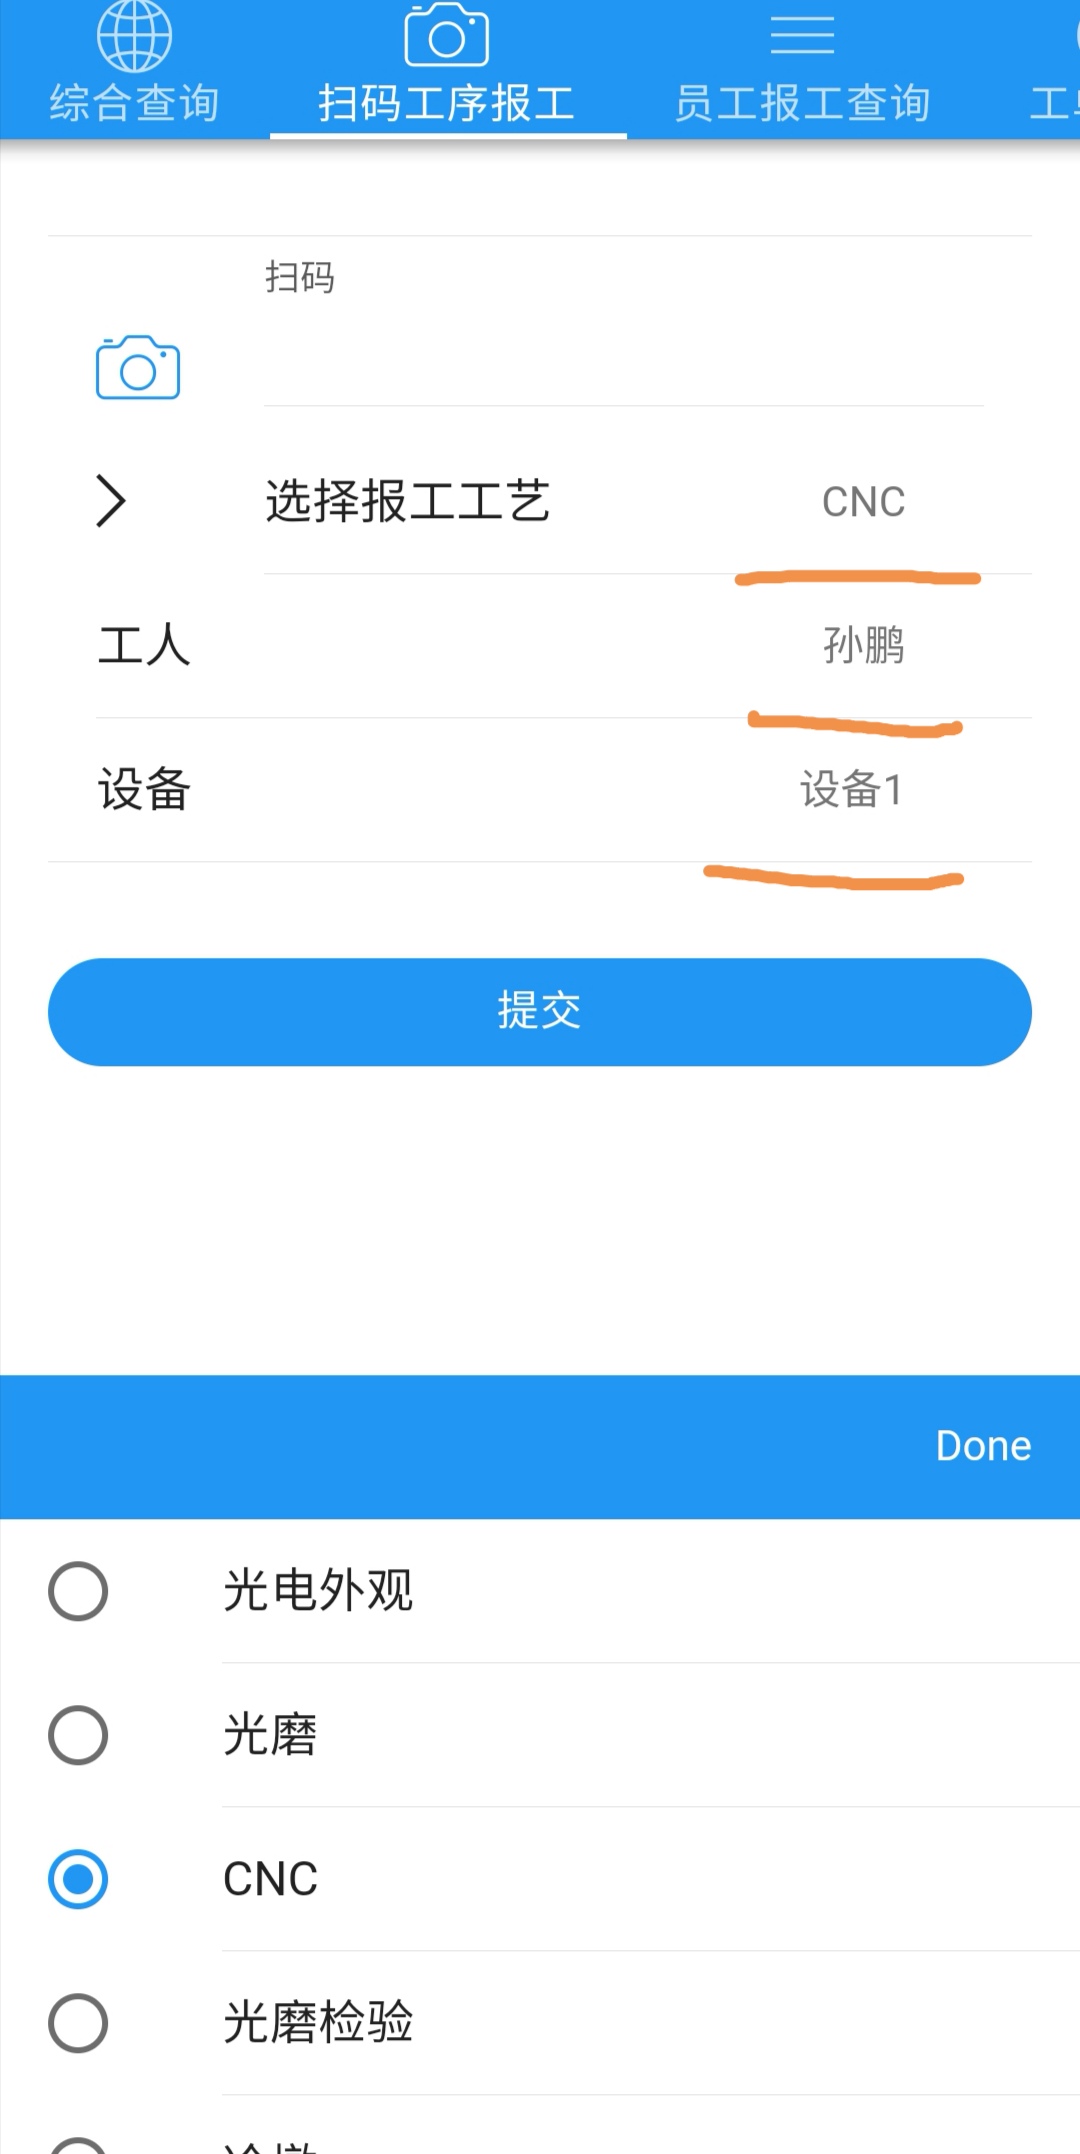 综合查询 扫码工序报工 员工报工查询
扫码
选择报工工艺 CNC
工人 孙鹏
设备 设备1
提交
Done
光电外观
光磨
CNC
光磨检验